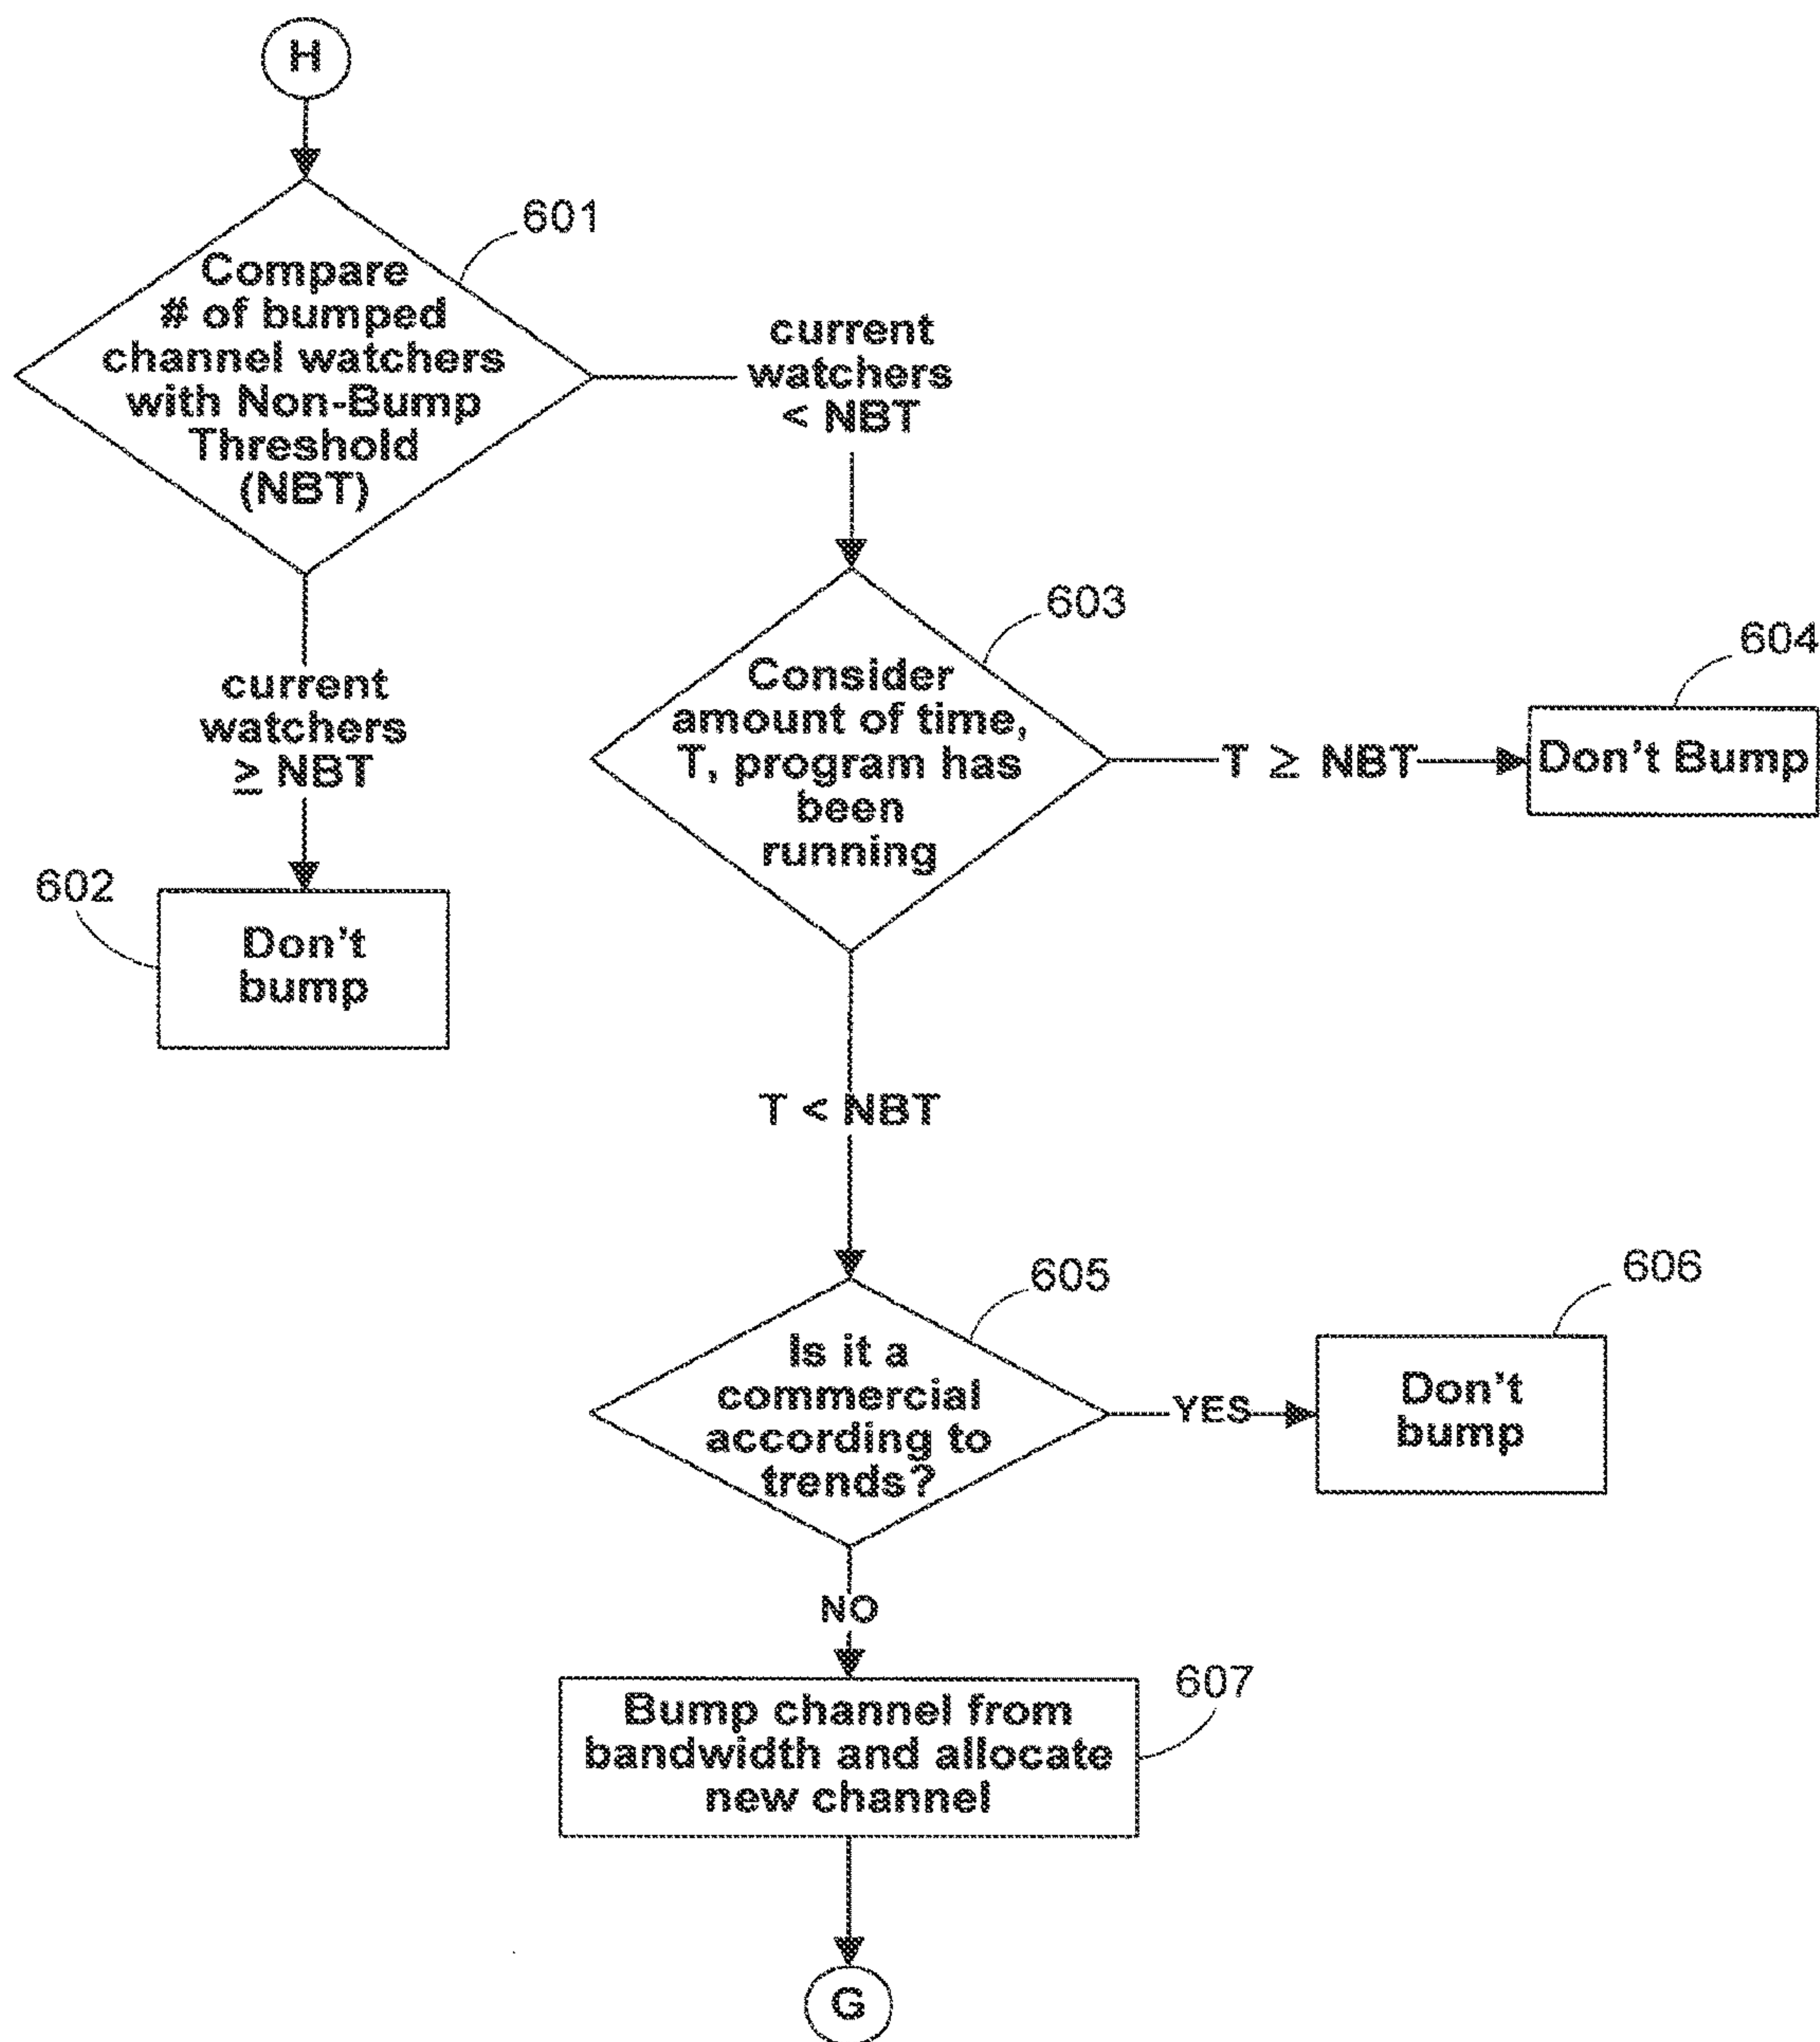 H
601
Compare
# of bumped
channel watchers
with Non-Bump
Threshold
(NBT)
current
watchers
< NBT
current
watchers
≥ NBT
602
Don't
bump
603
Consider
amount of time,
T, program has
been
running
T ≥ NBT
604
Don't Bump
T < NBT
605
Is it a
commercial
according to
trends?
YES
606
Don't
bump
NO
607
Bump channel from
bandwidth and allocate
new channel
G